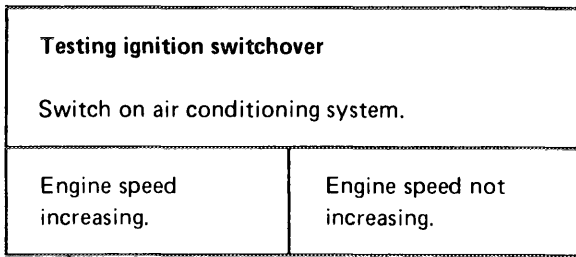 Testing ignition switchover
Switch on air conditioning system.
Engine speed
increasing.
Engine speed not
increasing.